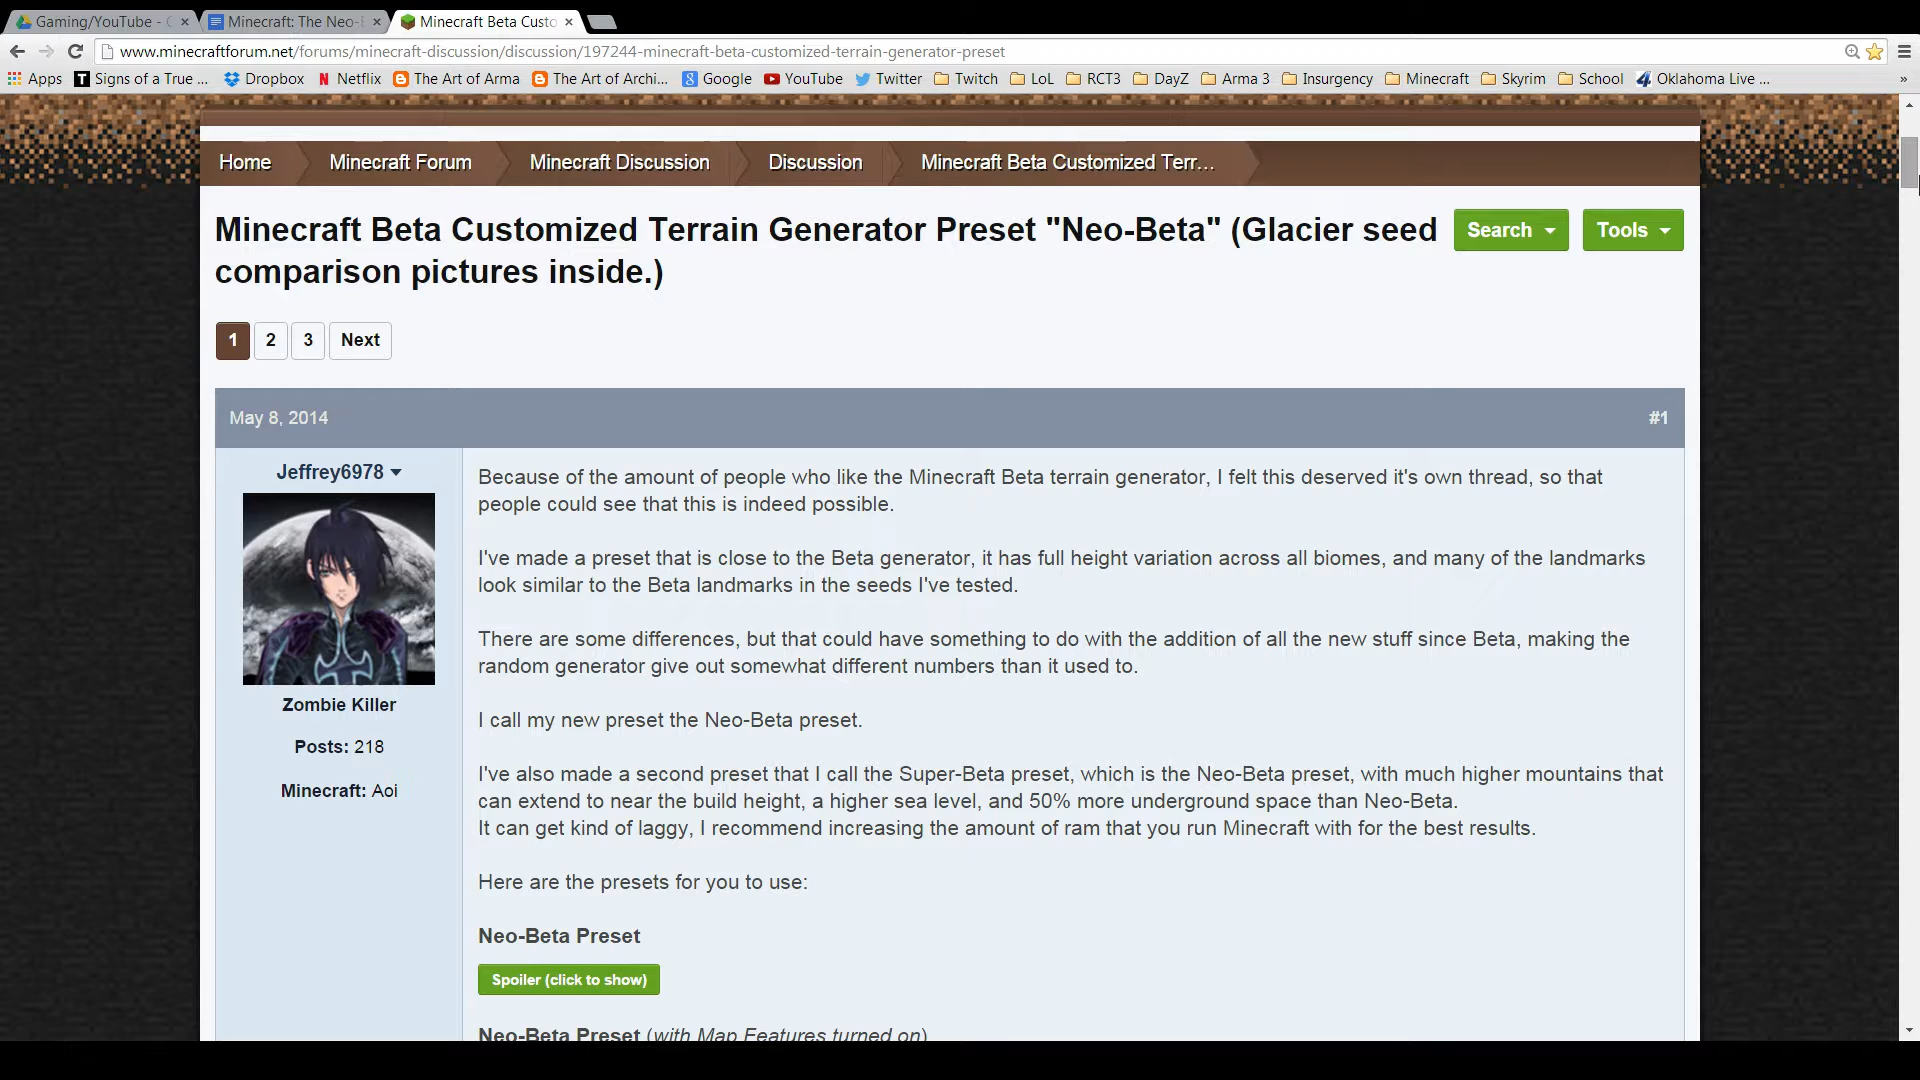 Gaming/YouTube -
Minecraft: The Neo-
Minecraft Beta Custo
www.minecraftforum.net/forums/minecraft-discussion/discussion/197244-minecraft-beta-customized-terrain-generator-preset
Apps Signs of a True ... Dropbox Netflix The Art of Arma The Art of Archi... Google YouTube Twitter Twitch LoL RCT3 DayZ Arma 3 Insurgency Minecraft Skyrim School Oklahoma Live ... »
Home Minecraft Forum Minecraft Discussion Discussion Minecraft Beta Customized Terr...
Minecraft Beta Customized Terrain Generator Preset "Neo-Beta" (Glacier seed
comparison pictures inside.)
Search Tools
1 2 3 Next
May 8, 2014 #1
Jeffrey6978
Zombie Killer
Posts: 218
Minecraft: Aoi
Because of the amount of people who like the Minecraft Beta terrain generator, I felt this deserved it's own thread, so that
people could see that this is indeed possible.
I've made a preset that is close to the Beta generator, it has full height variation across all biomes, and many of the landmarks
look similar to the Beta landmarks in the seeds I've tested.
There are some differences, but that could have something to do with the addition of all the new stuff since Beta, making the
random generator give out somewhat different numbers than it used to.
I call my new preset the Neo-Beta preset.
I've also made a second preset that I call the Super-Beta preset, which is the Neo-Beta preset, with much higher mountains that
can extend to near the build height, a higher sea level, and 50% more underground space than Neo-Beta.
It can get kind of laggy, I recommend increasing the amount of ram that you run Minecraft with for the best results.
Here are the presets for you to use:
Neo-Beta Preset
Spoiler (click to show)
Neo-Beta Preset (with Map Features turned on)